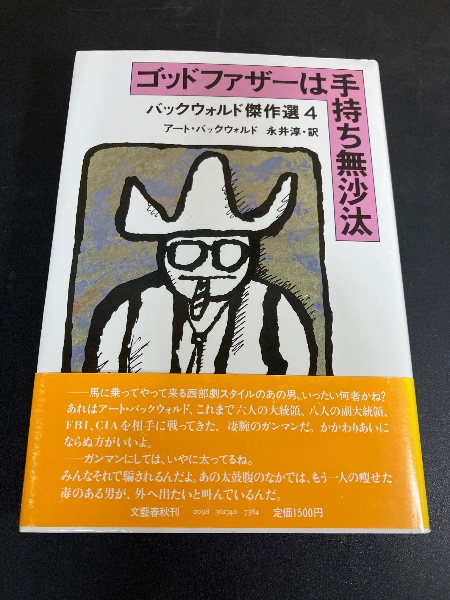 ゴッドファザーは手持ち無沙汰
バックウォルド傑作選4
アート・バックウォルド 永井淳・訳
──馬に乗ってやって来る西部劇スタイルのあの男、いったい何者かね?
あれはアート・バックウォルド、これまで六人の大統領、八人の副大統領、
FBI、CIAを相手に戦ってきた、凄腕のガンマンだ。かかわりあいに
ならぬ方がいいよ。
──ガンマンにしては、いやに太ってるね。
みんなそれで騙されるんだよ。あの太鼓腹のなかでは、もう一人の痩せた
毒のある男が、外へ出たいと叫んでいるんだ。
文藝春秋刊 0098-362740-7384 定価1500円